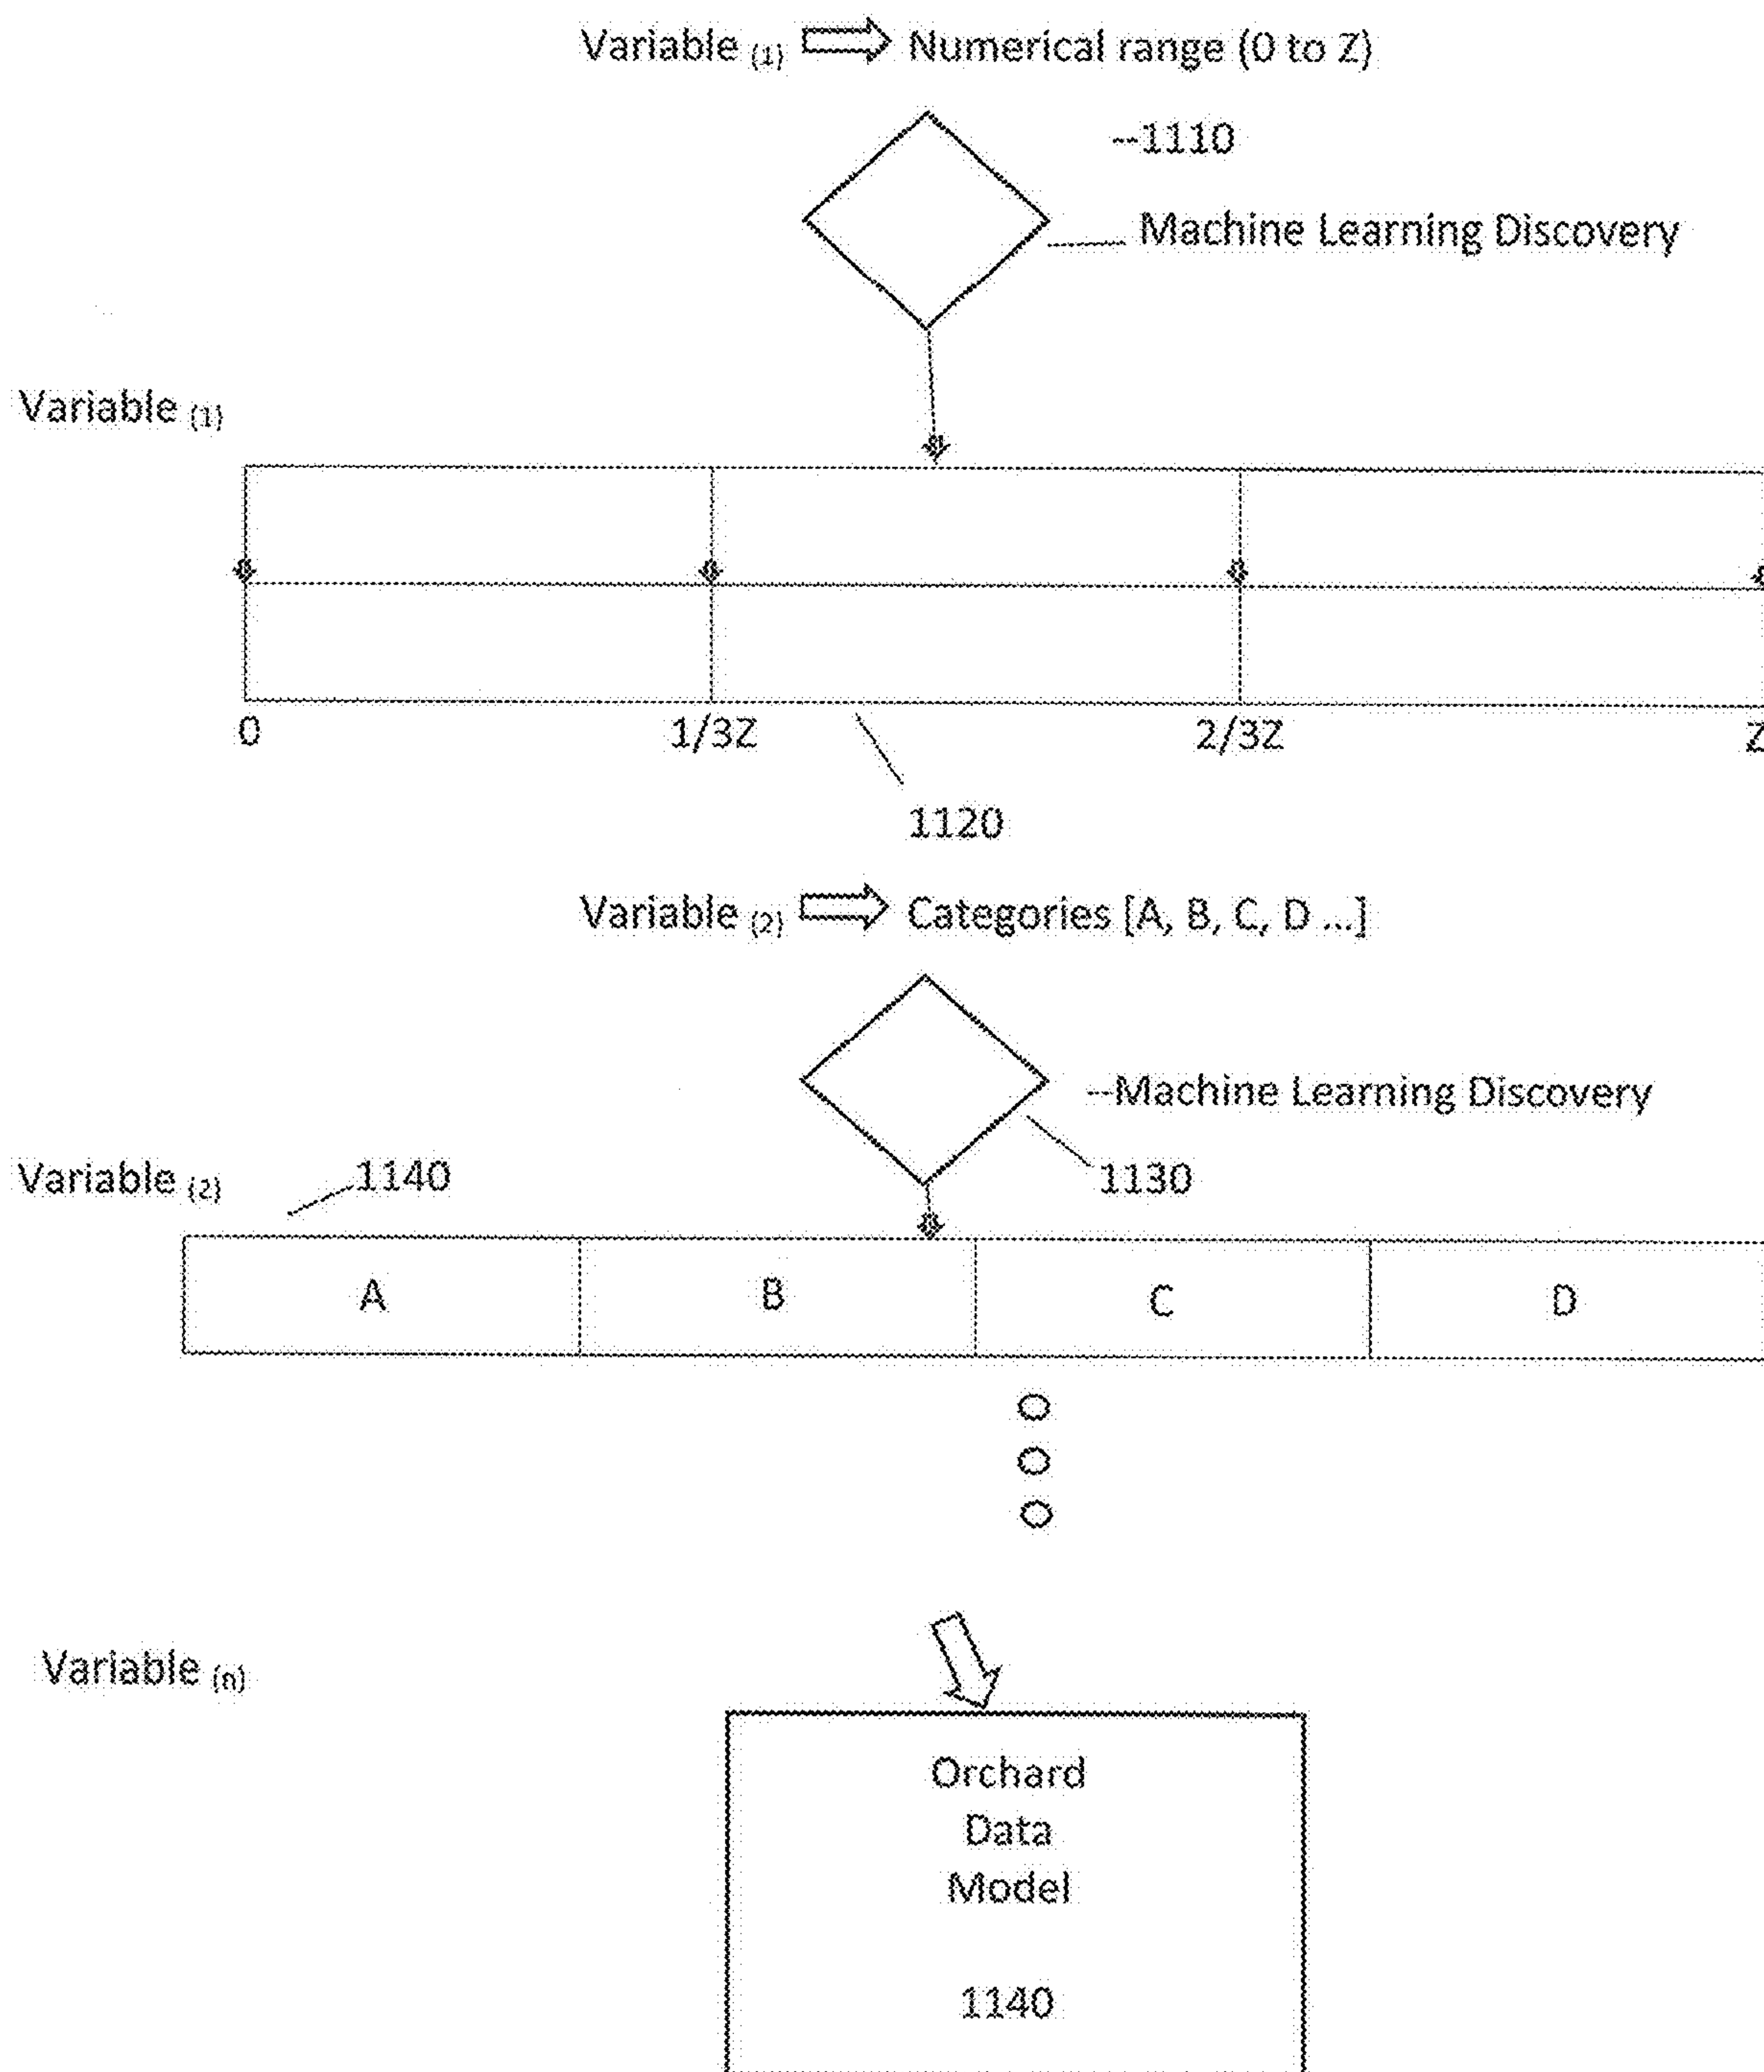 Variable (1) Numerical range (0 to Z)
--1110
Machine Learning Discovery
Variable (1)
0 1/3Z 2/3Z Z
1120
Variable (2) Categories [A, B, C, D ...]
--Machine Learning Discovery
Variable (2) 1140 1130
A B C D
Variable (n)
Orchard
Data
Model
1140